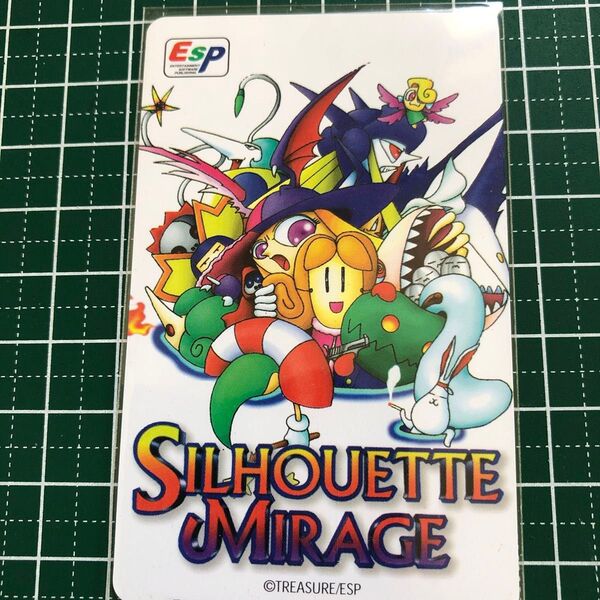 ESP
ENTERTAINMENT
SOFTWARE
PUBLISHING
SILHOUETTE
MIRAGE
©TREASURE/ESP